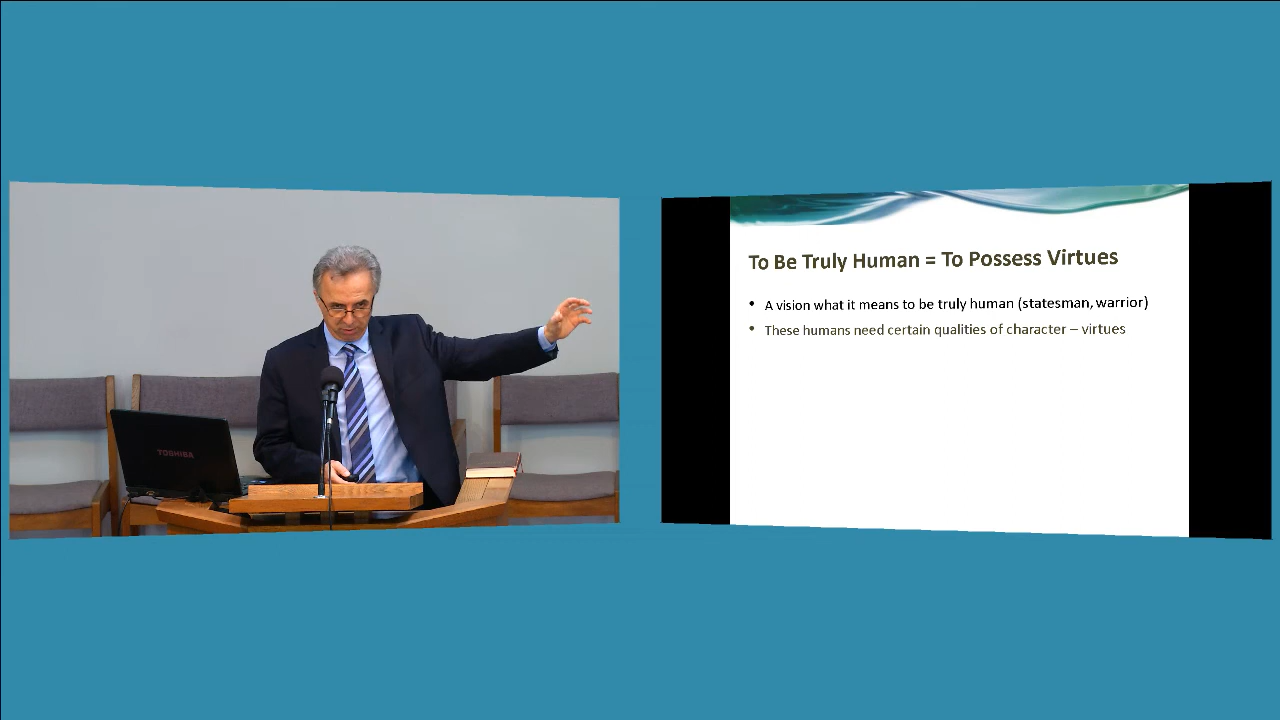 TOSHIBA
To Be Truly Human = To Possess Virtues
• A vision what it means to be truly human (statesman, warrior)
• These humans need certain qualities of character – virtues